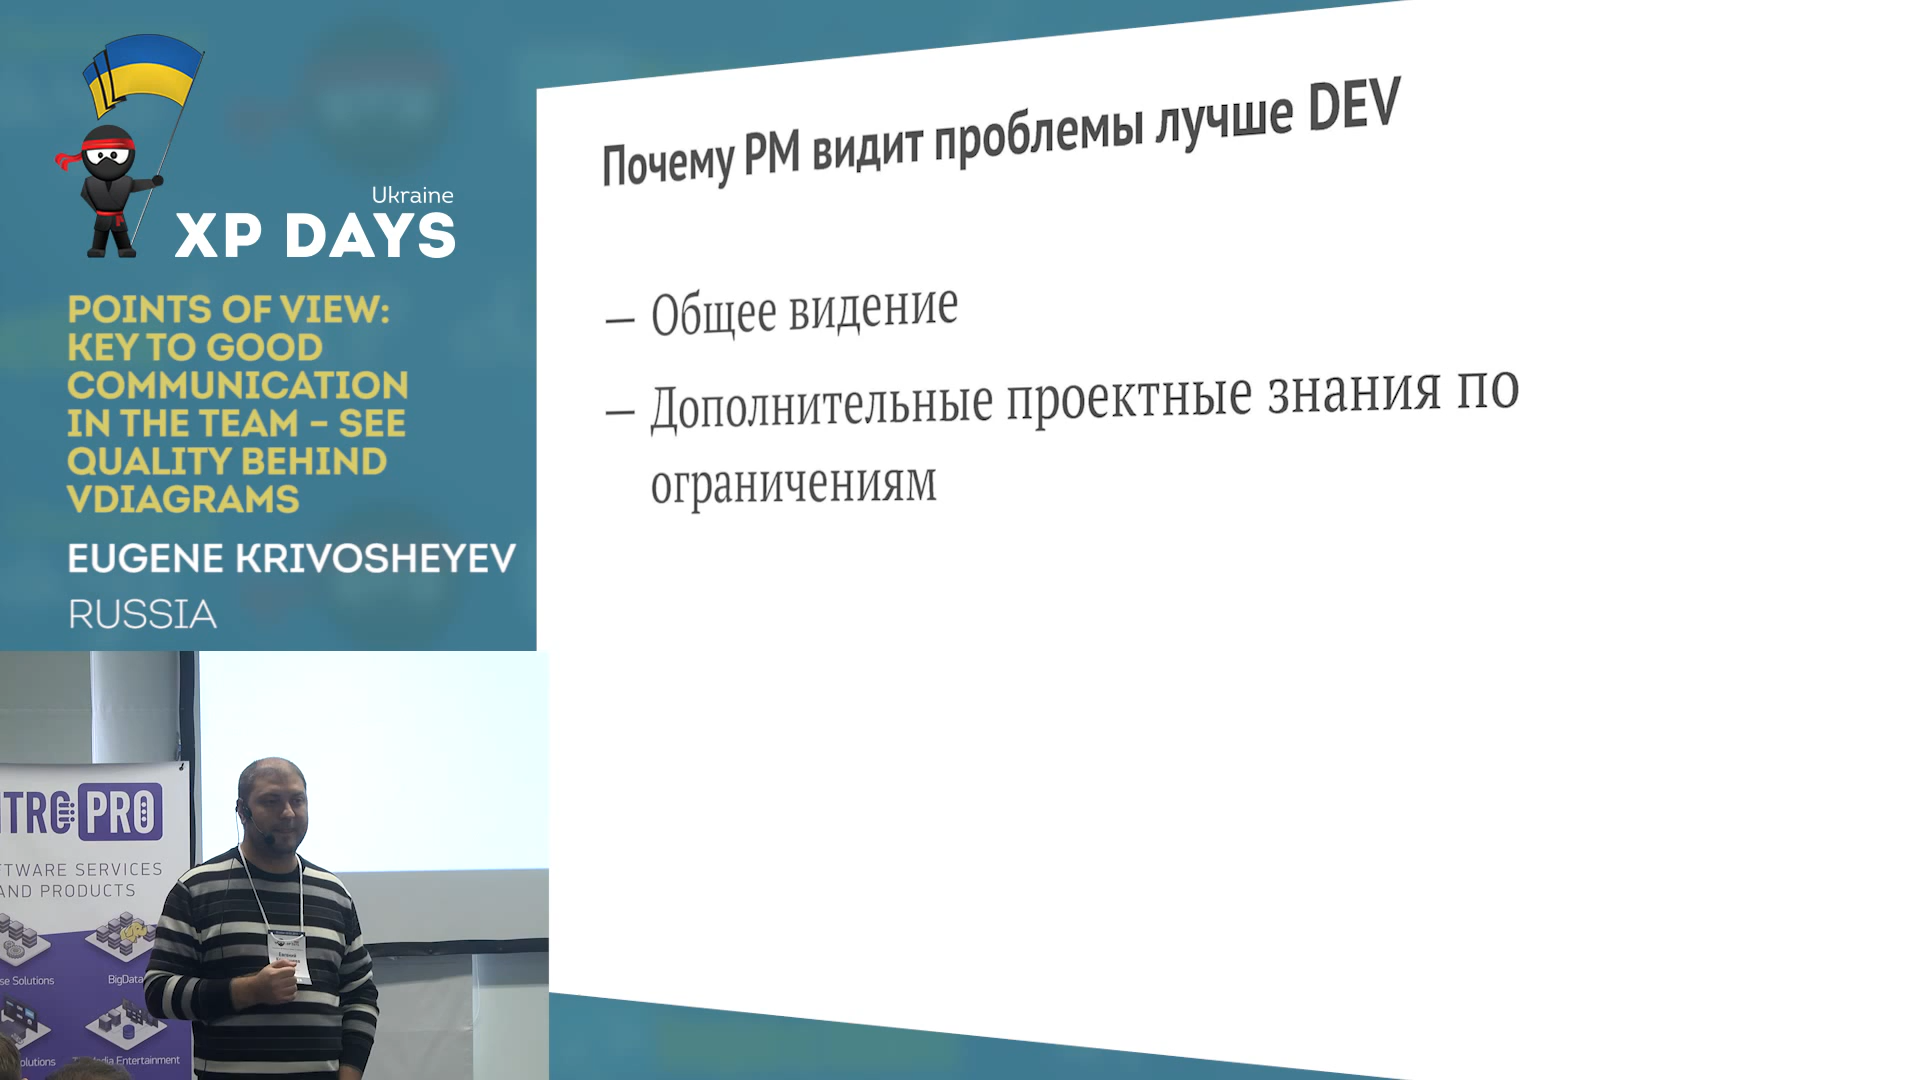 Ukraine
XP DAYS
POINTS OF VIEW:
KEY TO GOOD
COMMUNICATION
IN THE TEAM – SEE
QUALITY BEHIND
VDIAGRAMS
EUGENE KRIVOSHEYEV
RUSSIA
Почему PM видит проблемы лучше DEV
— Общее видение
— Дополнительные проектные знания по
ограничениям
PRO
SERVICES
AND PRODUCTS
Solutions
BigData
Entertainment